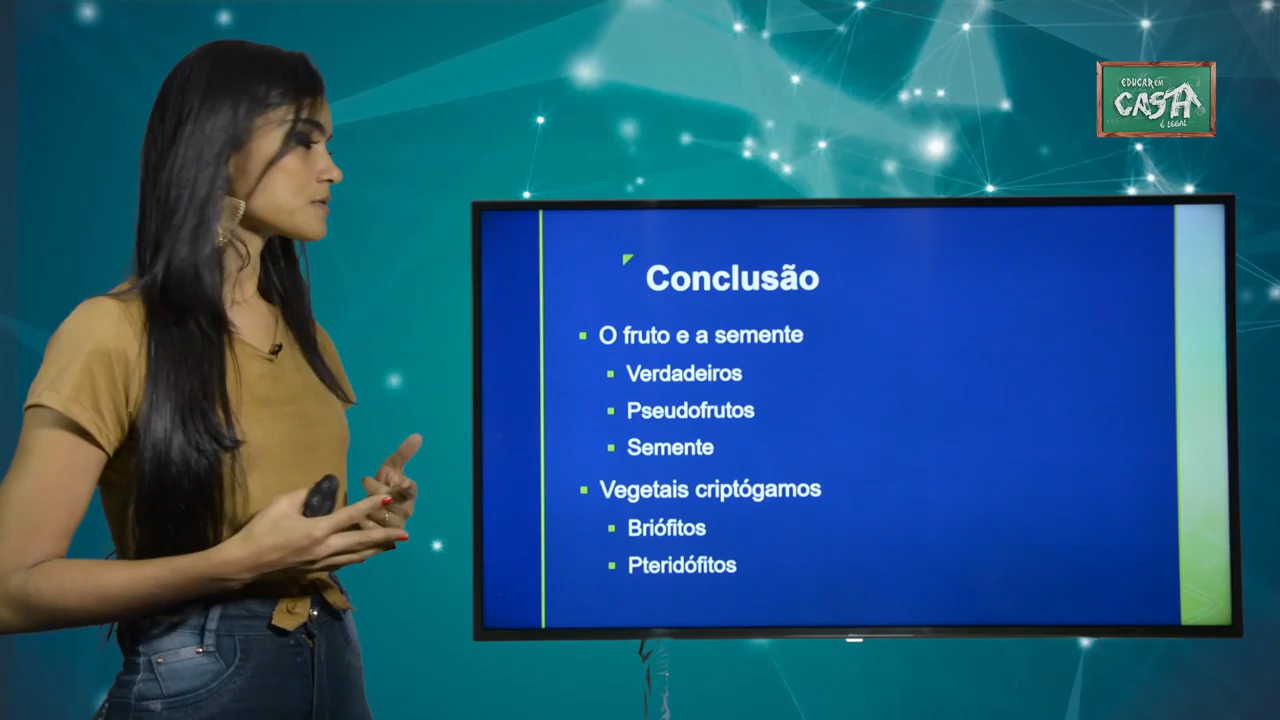 EDUCAR EM
CASA
É LEGAL
Conclusão
O fruto e a semente
Verdadeiros
Pseudofrutos
Semente
Vegetais criptógamos
Briófitos
Pteridófitos